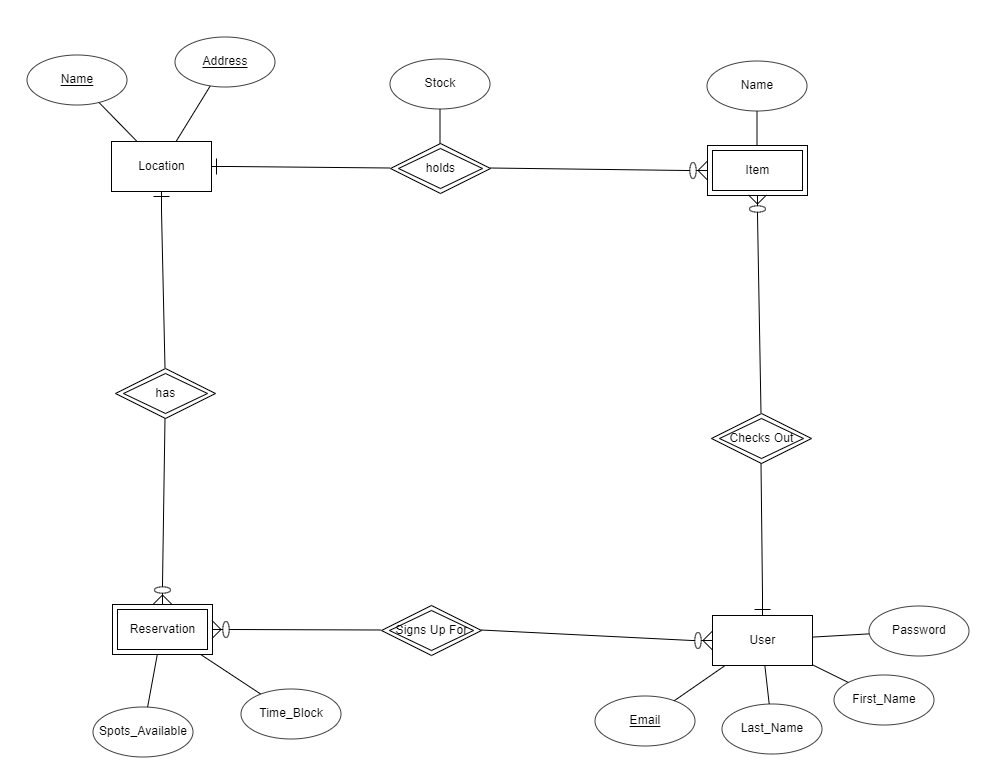 Address
Name
Stock
Name
Location
holds
Item
has
Checks Out
Reservation
Signs Up For
User
Password
First_Name
Time_Block
Email
Last_Name
Spots_Available